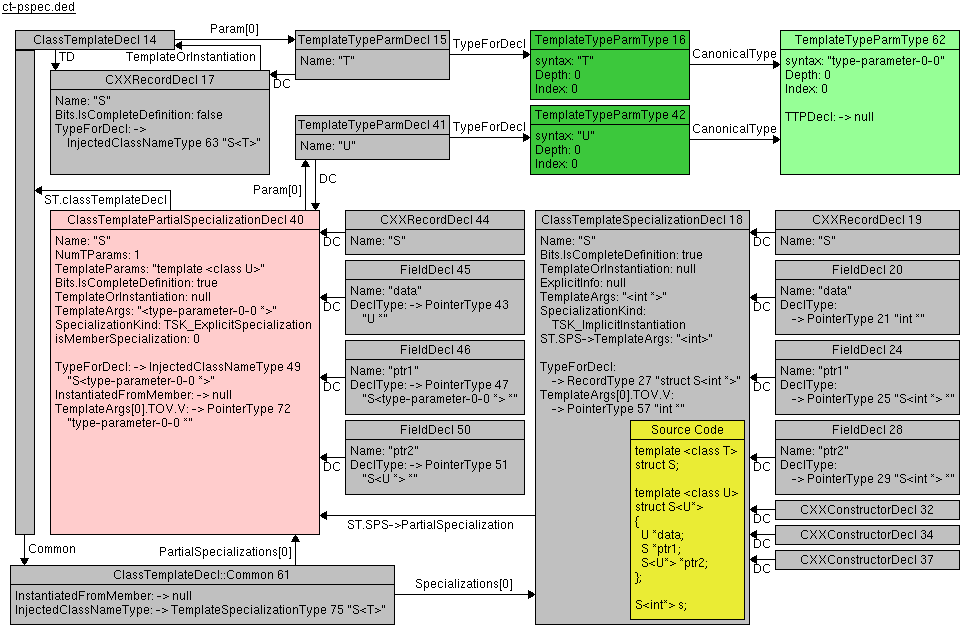 ct-pspec.ded
ClassTemplateDecl 14
Param[0]
TemplateTypeParmDecl 15
Name: "T"
TypeForDecl
TemplateTypeParmType 16
syntax: "T"
Depth: 0
Index: 0
CanonicalType
TemplateTypeParmType 62
syntax: "type-parameter-0-0"
Depth: 0
Index: 0
TTPDecl: -> null
TD
TemplateOrInstantiation
CXXRecordDecl 17
DC
Name: "S"
Bits.IsCompleteDefinition: false
TypeForDecl: ->
InjectedClassNameType 63 "S<T>"
TemplateTypeParmDecl 41
Name: "U"
TypeForDecl
TemplateTypeParmType 42
syntax: "U"
Depth: 0
Index: 0
CanonicalType
Param[0]
DC
ST.classTemplateDecl
ClassTemplatePartialSpecializationDecl 40
Name: "S"
NumTParams: 1
TemplateParams: "template <class U>"
Bits.IsCompleteDefinition: true
TemplateOrInstantiation: null
TemplateArgs: "<type-parameter-0-0 *>"
SpecializationKind: TSK_ExplicitSpecialization
isMemberSpecialization: 0
TypeForDecl: -> InjectedClassNameType 49
"S<type-parameter-0-0 *>"
InstantiatedFromMember: -> null
TemplateArgs[0].TOV.V: -> PointerType 72
"type-parameter-0-0 *"
CXXRecordDecl 44
DC
Name: "S"
FieldDecl 45
Name: "data"
DC
DeclType: -> PointerType 43
"U *"
FieldDecl 46
Name: "ptr1"
DC
DeclType: -> PointerType 47
"S<type-parameter-0-0 *> *"
FieldDecl 50
Name: "ptr2"
DC
DeclType: -> PointerType 51
"S<U *> *"
ClassTemplateSpecializationDecl 18
Name: "S"
Bits.IsCompleteDefinition: true
TemplateOrInstantiation: null
ExplicitInfo: null
TemplateArgs: "<int *>"
SpecializationKind:
TSK_ImplicitInstantiation
ST.SPS->TemplateArgs: "<int>"
TypeForDecl:
-> RecordType 27 "struct S<int *>"
TemplateArgs[0].TOV.V:
-> PointerType 57 "int *"
Source Code
template <class T>
struct S;
template <class U>
struct S<U*>
{
U *data;
S *ptr1;
S<U*> *ptr2;
};
S<int*> s;
CXXRecordDecl 19
DC
Name: "S"
FieldDecl 20
Name: "data"
DC
DeclType:
-> PointerType 21 "int *"
FieldDecl 24
Name: "ptr1"
DC
DeclType:
-> PointerType 25 "S<int *> *"
FieldDecl 28
Name: "ptr2"
DC
DeclType:
-> PointerType 29 "S<int *> *"
CXXConstructorDecl 32
DC
CXXConstructorDecl 34
DC
CXXConstructorDecl 37
DC
ST.SPS->PartialSpecialization
Common
PartialSpecializations[0]
ClassTemplateDecl::Common 61
InstantiatedFromMember: -> null
InjectedClassNameType: -> TemplateSpecializationType 75 "S<T>"
Specializations[0]